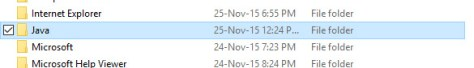 Internet Explorer 25-Nov-15 6:55 PM File folder
Java 25-Nov-15 12:24 P... File folder
Microsoft 24-Nov-15 7:23 PM File folder
Microsoft Help Viewer 24-Nov-15 8:24 PM File folder